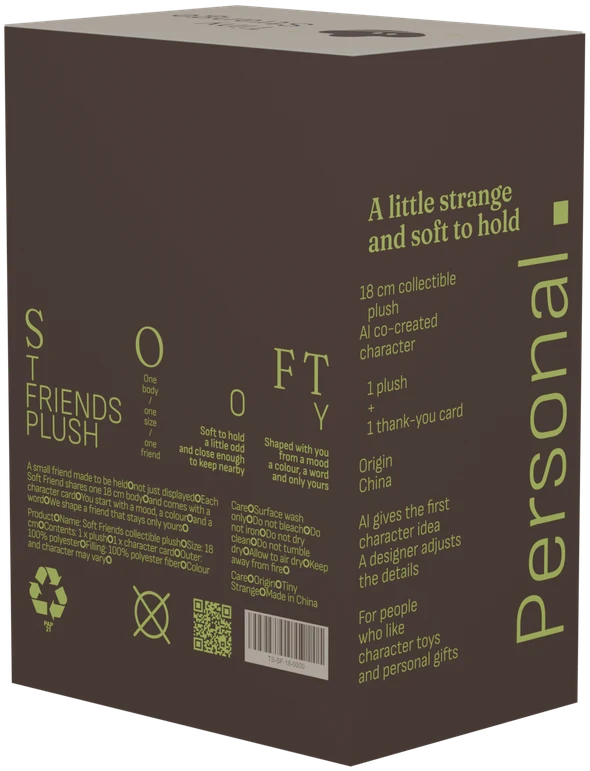 S
T
O
O
F T
Y
FRIENDS
PLUSH
One
body
/
one
size
/
one
friend
Soft to hold
a little odd
and close enough
to keep nearby
Shaped with you
from a mood
a colour, a word
and only yours
A small friend made to be heldOnot just displayedOEach
Soft Friend shares one 18 cm bodyOand comes with a
character cardOYou start with a mood, a colourOand a
wordOWe shape a friend that stays only yoursO
ProductOName: Soft Friends collectible plushOSize: 18
cmOContents: 1 x plushO1 x character cardOOuter:
100% polyesterOFilling: 100% polyester fiberOColour
and character may varyO
CareOSurface wash
onlyODo not bleachODo
not ironODo not dry
cleanODo not tumble
dryOAllow to air dryOKeep
away from fireO
CareOOriginOTiny
StrangeOMade in China
PAP
21
TS-SF-18-0000
A little strange
and soft to hold
18 cm collectible
plush
AI co-created
character
1 plush
+
1 thank-you card
Origin
China
AI gives the first
character idea
A designer adjusts
the details
For people
who like
character toys
and personal gifts
Personal